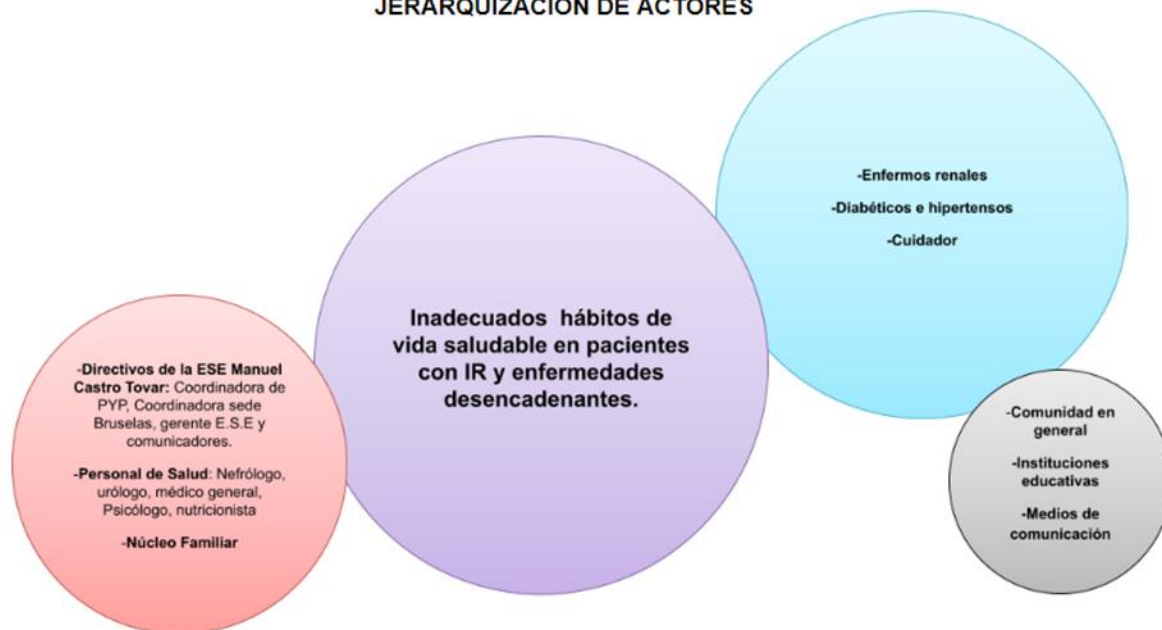 JERARQUIZACIÓN DE ACTORES
-Enfermos renales
-Diabéticos e hipertensos
-Cuidador
Inadecuados hábitos de
vida saludable en pacientes
con IR y enfermedades
desencadenantes.
-Directivos de la ESE Manuel
Castro Tovar: Coordinadora de
PYP, Coordinadora sede
Bruselas, gerente E.S.E y
comunicadores.
-Personal de Salud: Nefrólogo,
urólogo, médico general,
Psicólogo, nutricionista
-Núcleo Familiar
-Comunidad en
general
-Instituciones
educativas
-Medios de
comunicación